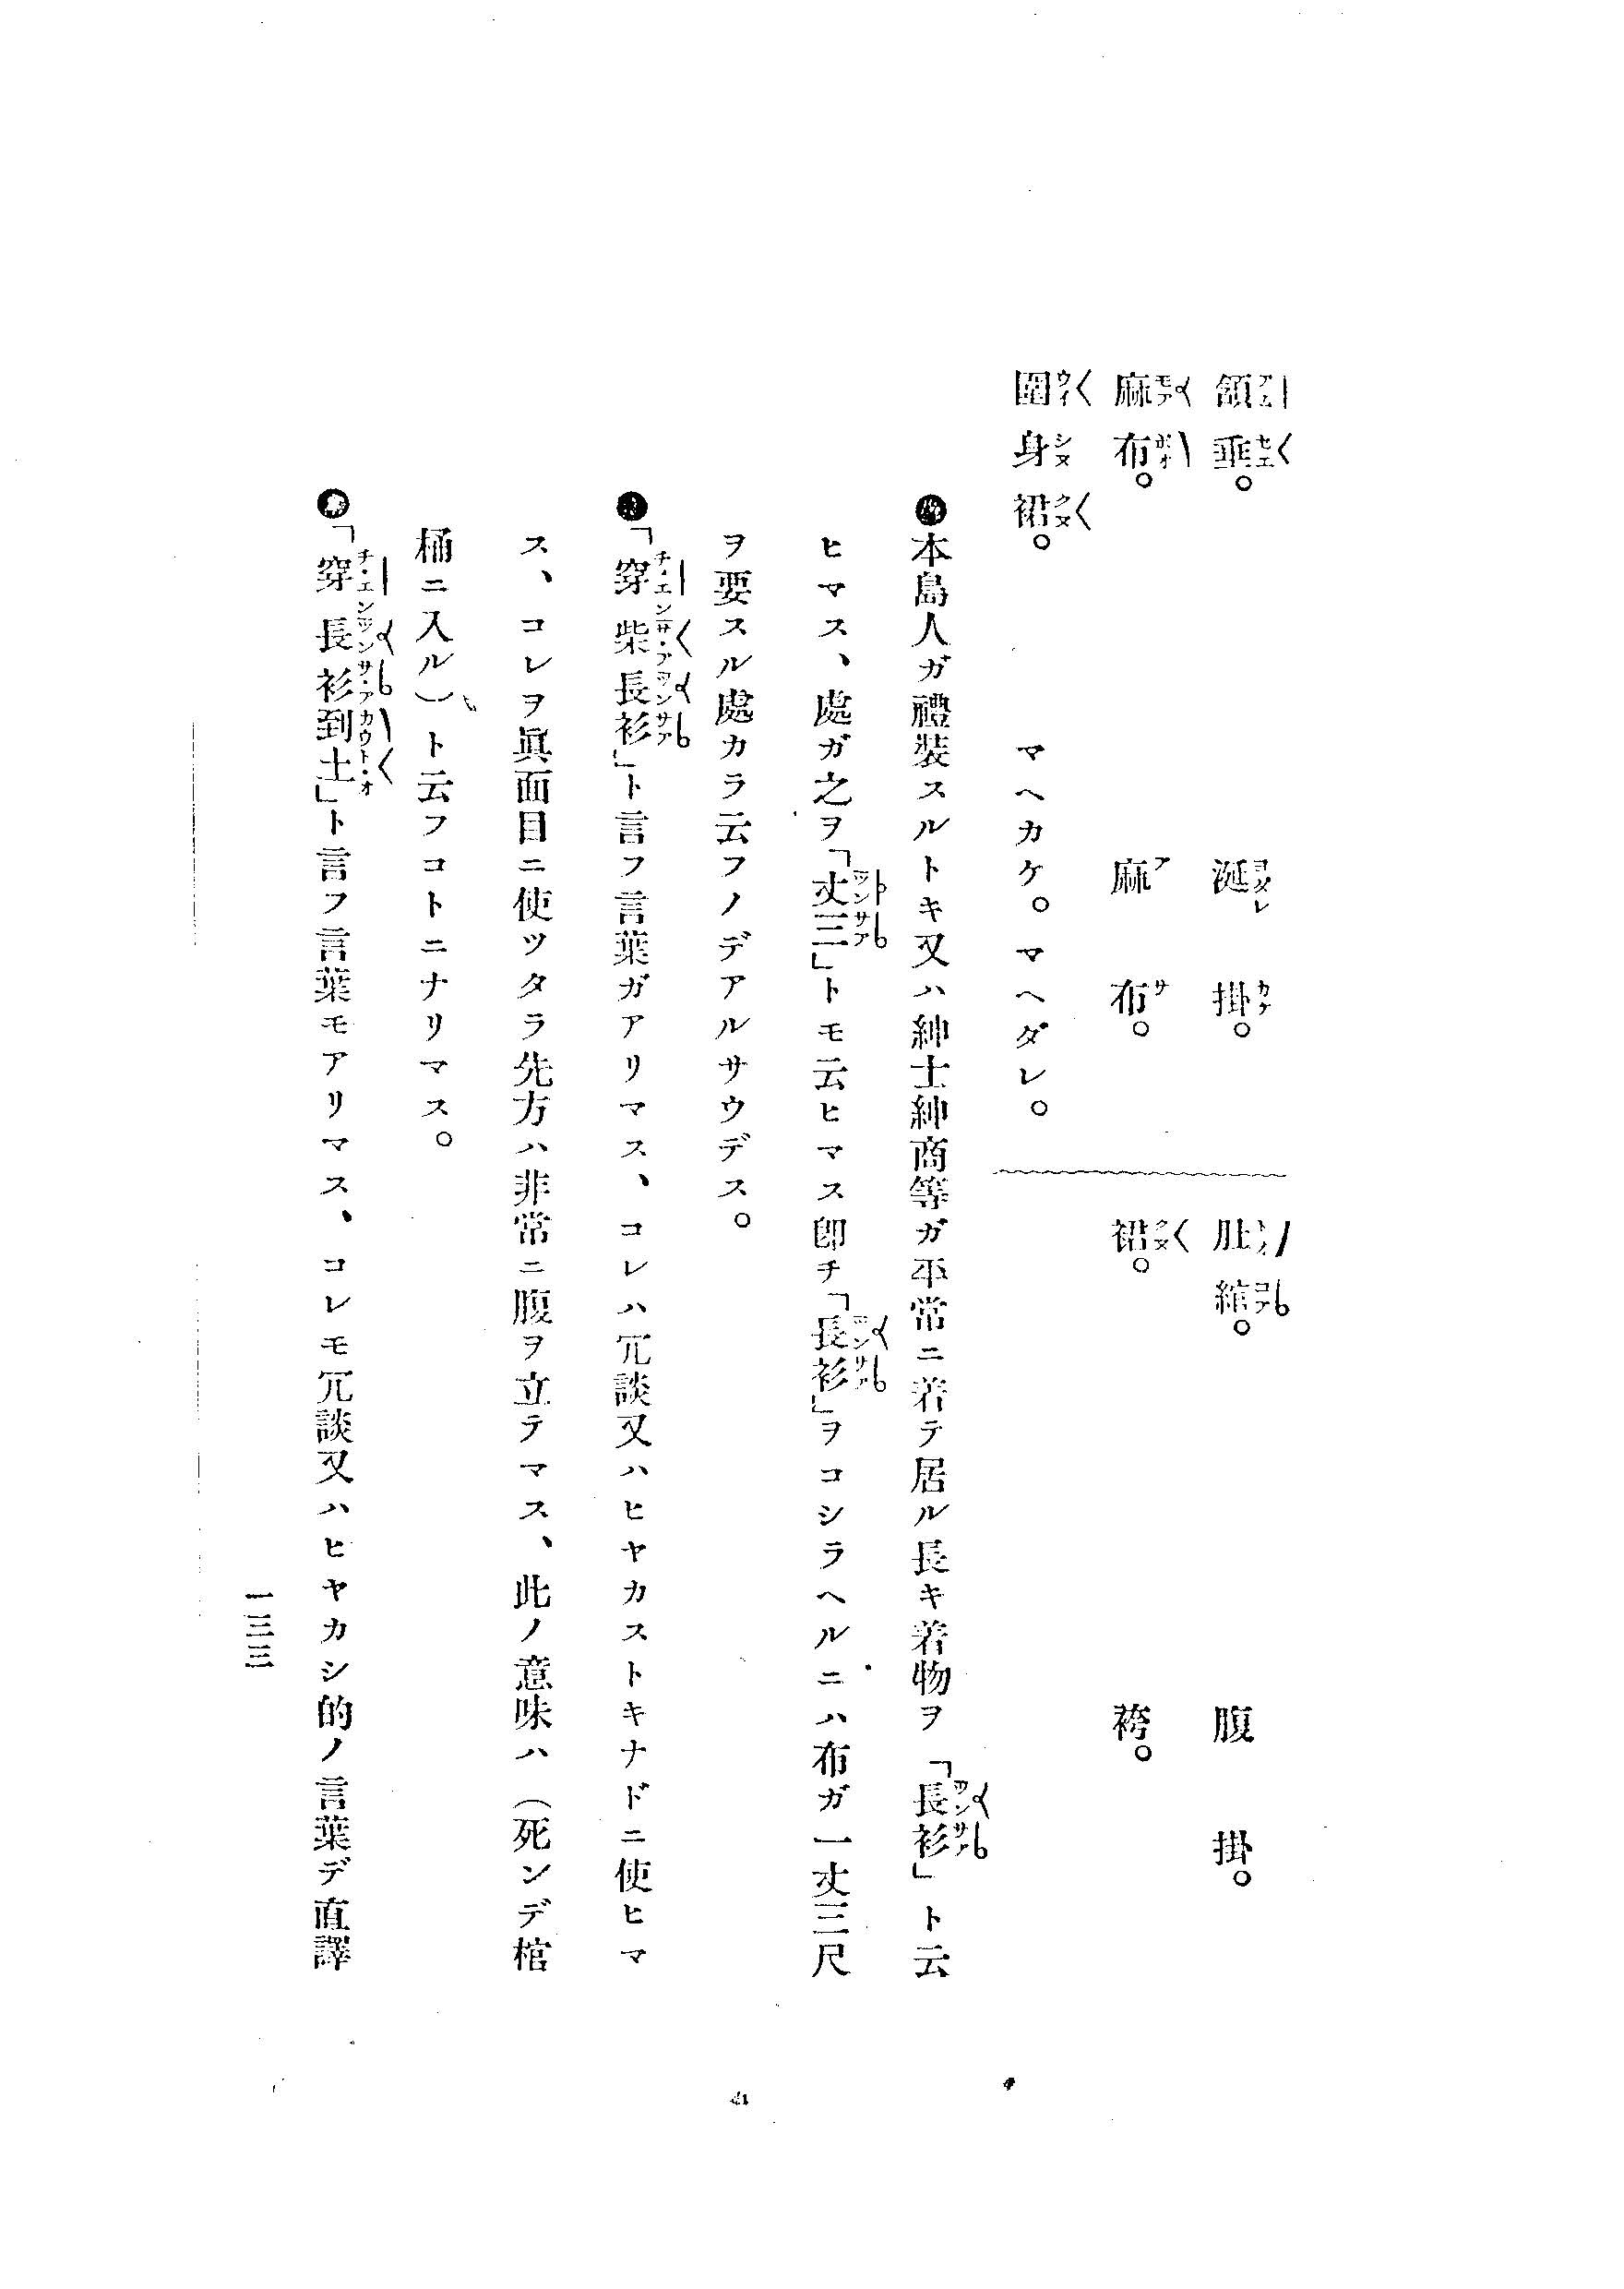 頷垂。 涎掛。 肚綰。 腹掛。
麻布。 麻布。 裙。 袴。
圍身裙。 マヘカケ。マヘダレ。
本島人ガ禮裝スルトキ又ハ紳士紳商等ガ平常ニ着テ居ル長キ着物ヲ「長衫」ト云
ヒマス、處ガ之ヲ「丈三」トモ云ヒマス卽チ「長衫」ヲコシラヘルニハ布ガ一丈三尺
ヲ要スル處カラ云フノデアルサウデス。
「穿柴長衫」ト言フ言葉ガアリマス、コレハ冗談又ハヒヤカストキナドニ使ヒマ
ス、コレヲ眞面目ニ使ツタラ先方ハ非常ニ腹ヲ立テマス、此ノ意味ハ(死ンデ棺
桶ニ入ル)ト云フコトニナリマス。
「穿長衫到土」ト言フ言葉モアリマス、コレモ冗談又ハヒヤカシ的ノ言葉デ直譯
一三三